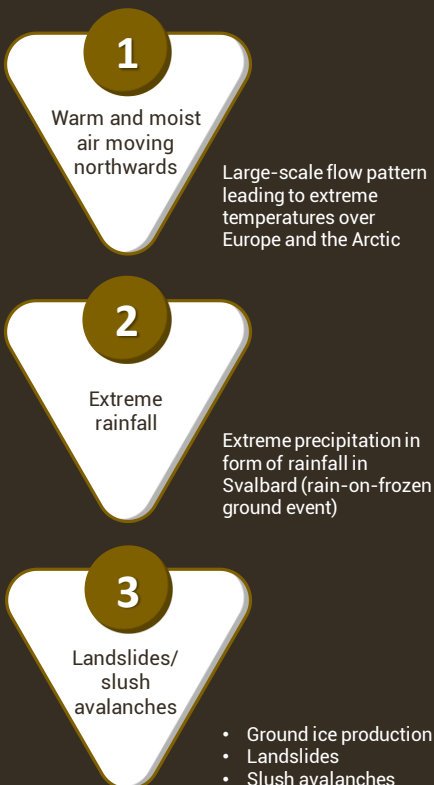 1
Warm and moist
air moving
northwards
Large-scale flow pattern
leading to extreme
temperatures over
Europe and the Arctic
2
Extreme
rainfall
Extreme precipitation in
form of rainfall in
Svalbard (rain-on-frozen
ground event)
3
Landslides/
slush
avalanches
• Ground ice production
• Landslides
• Slush avalanches